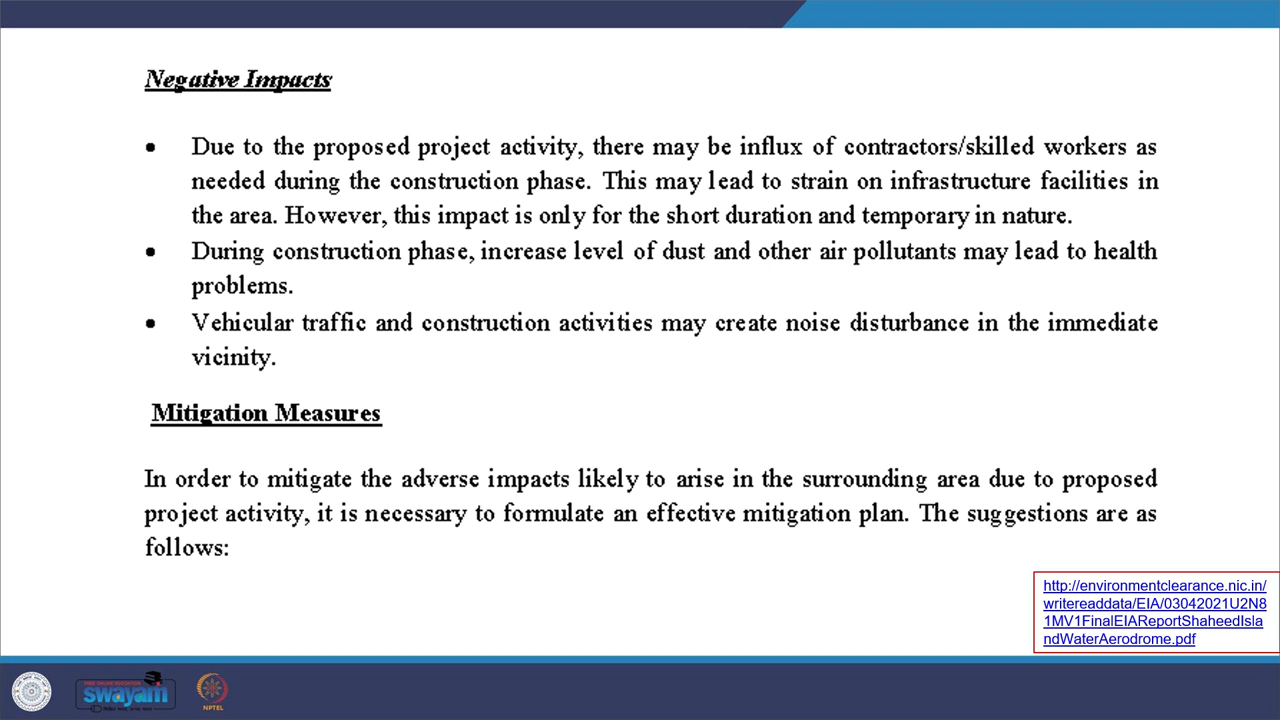 Negative Impacts
• Due to the proposed project activity, there may be influx of contractors/skilled workers as
needed during the construction phase. This may lead to strain on infrastructure facilities in
the area. However, this impact is only for the short duration and temporary in nature.
• During construction phase, increase level of dust and other air pollutants may lead to health
problems.
• Vehicular traffic and construction activities may create noise disturbance in the immediate
vicinity.
Mitigation Measures
In order to mitigate the adverse impacts likely to arise in the surrounding area due to proposed
project activity, it is necessary to formulate an effective mitigation plan. The suggestions are as
follows:
http://environmentclearance.nic.in/
writereaddata/EIA/03042021U2N8
1MV1FinalEIAReportShaheedIsla
ndWaterAerodrome.pdf
swayam
NPTEL